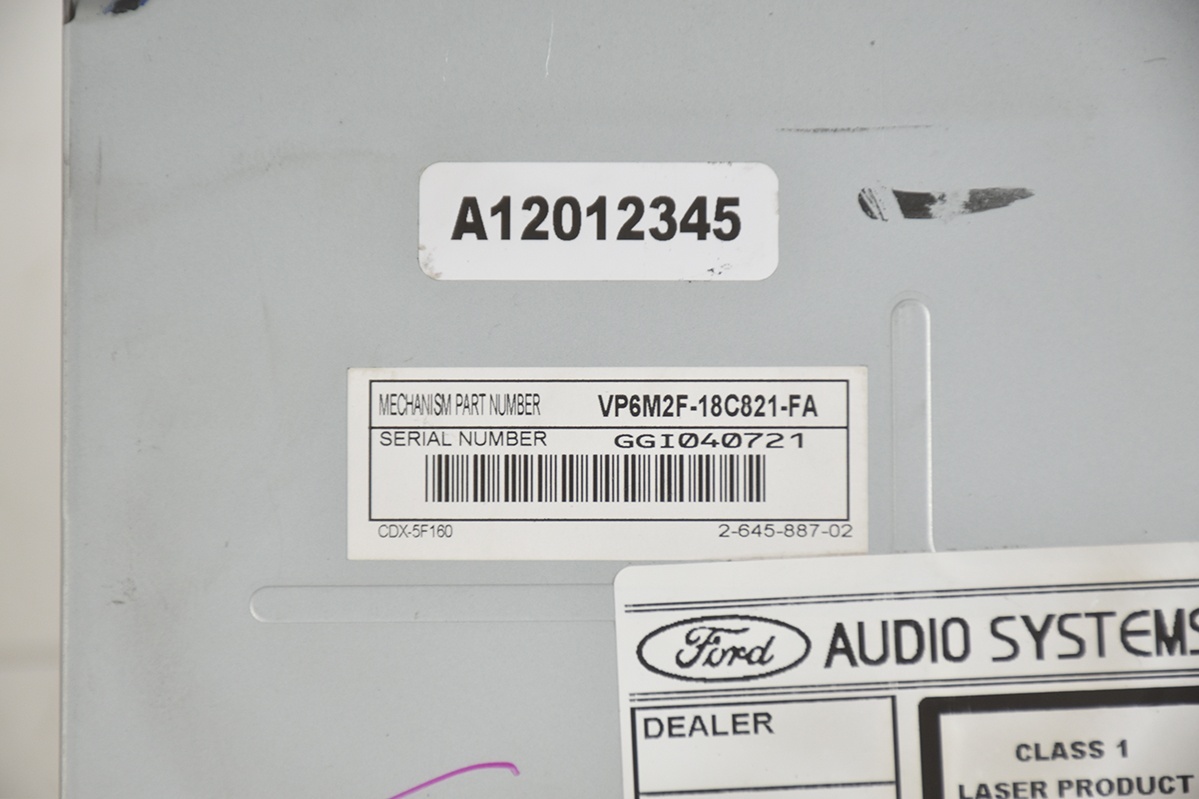 A12012345
MECHANISM PART NUMBER VP6M2F-18C821-FA
SERIAL NUMBER GGI040721
CDX-5F160 2-645-887-02
Ford AUDIO SYSTEMS
DEALER
CLASS 1
LASER PRODUCT